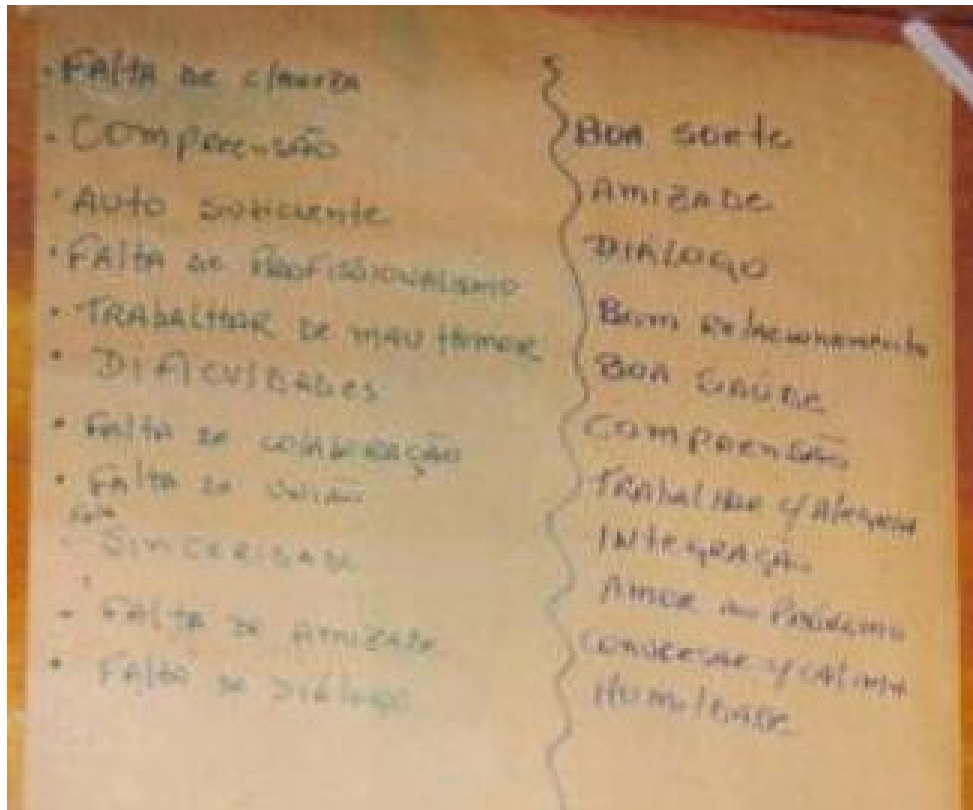 • FALTA DE CLAREZA
• COMPREENSÃO
• AUTO SUFICIENTE
• FALTA DE PROFISSIONALISMO
• TRABALHAR DE MAU HUMOR
• DIFICULDADES
• FALTA DE COLABORAÇÃO
• FALTA DE UNIÃO
Falta
- SINCERIDADE
- FALTA DE AMIZADE
• FALTA DE DIÁLOGO
BOA SORTE
AMIZADE
DIÁLOGO
BOM RELACIONAMENTO
BOA SAÚDE
COMPREENSÃO
TRABALHAR c/ ALEGRIA
INTEGRAÇÃO
AMOR AO PRÓXIMO
CONVERSAR c/ CALMA
HUMILDADE